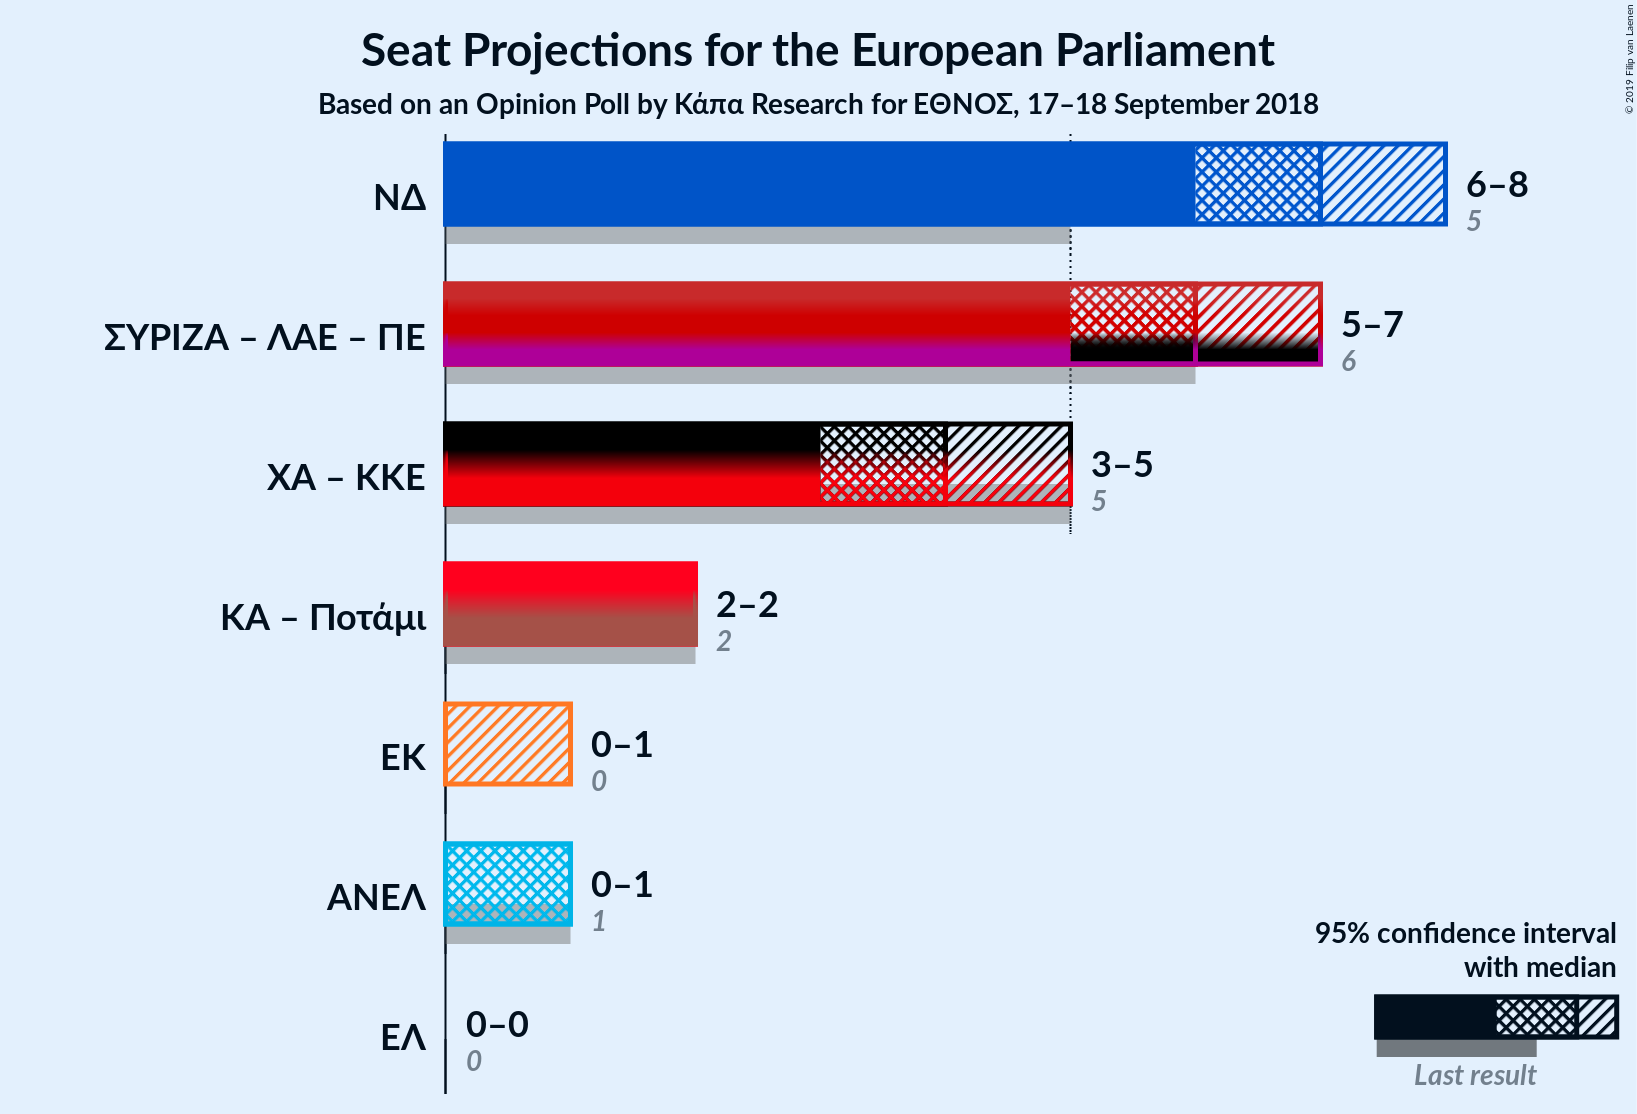 Seat Projections for the European Parliament
Based on an Opinion Poll by Κάπα Research for ΕΘΝΟΣ, 17–18 September 2018
© 2019 Filip van Laenen
ΝΔ
6–8
5
ΣΥΡΙΖΑ – ΛΑΕ – ΠΕ
5–7
6
ΧΑ – ΚΚΕ
3–5
5
ΚΑ – Ποτάμι
2–2
2
ΕΚ
0–1
0
ΑΝΕΛ
0–1
1
ΕΛ
0–0
0
95% confidence interval
with median
Last result